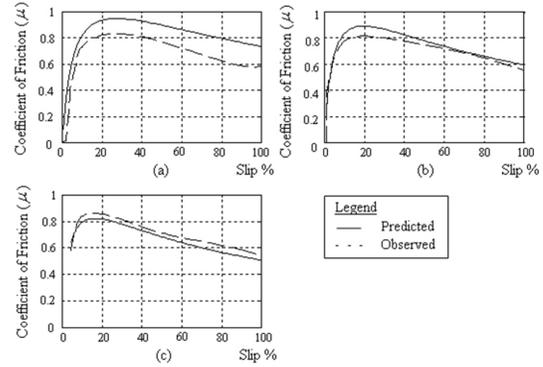 Coefficient of Friction (μ)
1
0.8
0.6
0.4
0.2
0
0 20 40 60 80 100
(a) Slip %
Coefficient of Friction (μ)
1
0.8
0.6
0.4
0.2
0
0 20 40 60 80 100
(b) Slip %
Coefficient of Friction (μ)
1
0.8
0.6
0.4
0.2
0
0 20 40 60 80 100
(c) Slip %
Legend
Predicted
Observed